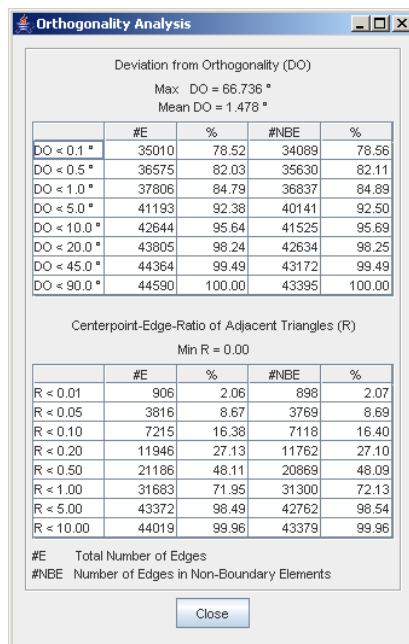 Orthogonality Analysis
Deviation from Orthogonality (DO)
Max DO = 66.736 °
Mean DO = 1.478 °
#E % #NBE %
DO < 0.1 ° 35010 78.52 34089 78.56
DO < 0.5 ° 36575 82.03 35630 82.11
DO < 1.0 ° 37806 84.79 36837 84.89
DO < 5.0 ° 41193 92.38 40141 92.50
DO < 10.0 ° 42644 95.64 41525 95.69
DO < 20.0 ° 43805 98.24 42634 98.25
DO < 45.0 ° 44364 99.49 43172 99.49
DO < 90.0 ° 44590 100.00 43395 100.00
Centerpoint-Edge-Ratio of Adjacent Triangles (R)
Min R = 0.00
#E % #NBE %
R < 0.01 906 2.06 898 2.07
R < 0.05 3816 8.67 3769 8.69
R < 0.10 7215 16.38 7118 16.40
R < 0.20 11946 27.13 11762 27.10
R < 0.50 21186 48.11 20869 48.09
R < 1.00 31683 71.95 31300 72.13
R < 5.00 43372 98.49 42762 98.54
R < 10.00 44019 99.96 43379 99.96
#E Total Number of Edges
#NBE Number of Edges in Non-Boundary Elements
Close